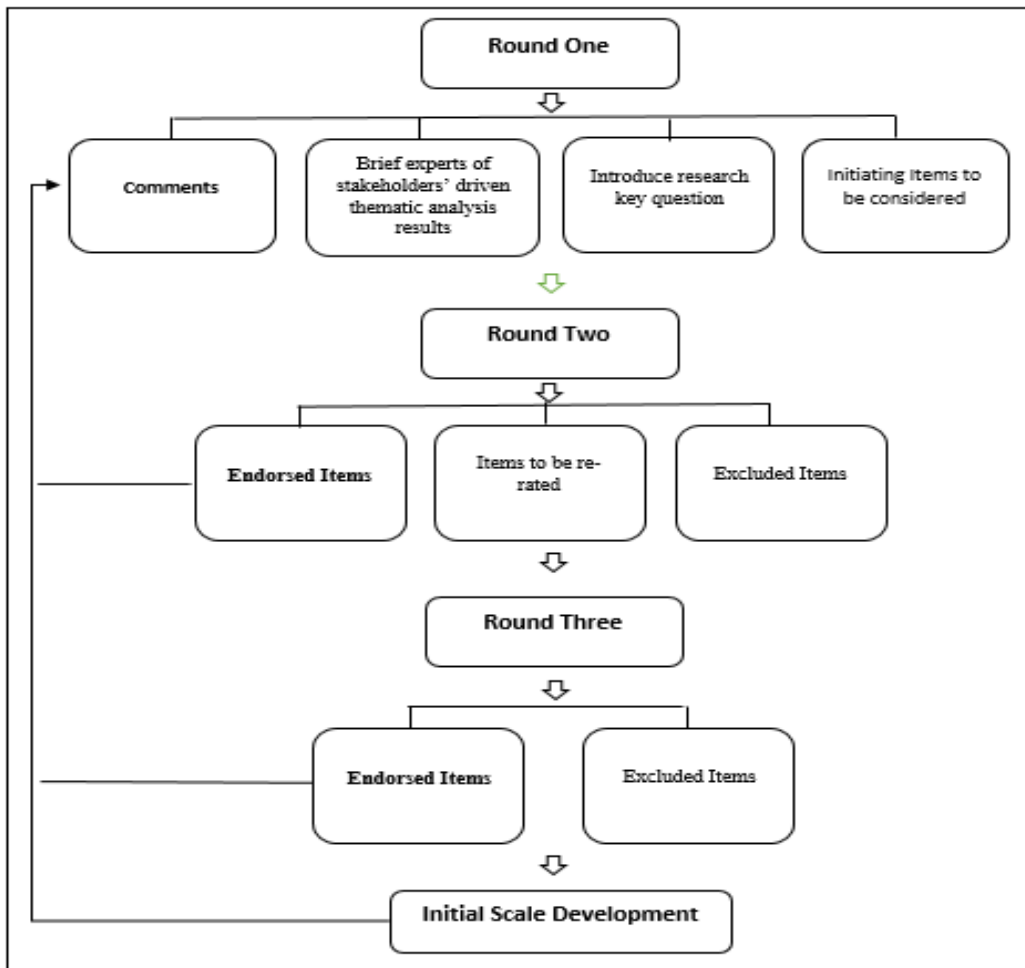 Round One
Comments
Brief experts of
stakeholders' driven
thematic analysis
results
Introduce research
key question
Initiating Items to
be considered
Round Two
Endorsed Items
Items to be re-
rated
Excluded Items
Round Three
Endorsed Items
Excluded Items
Initial Scale Development